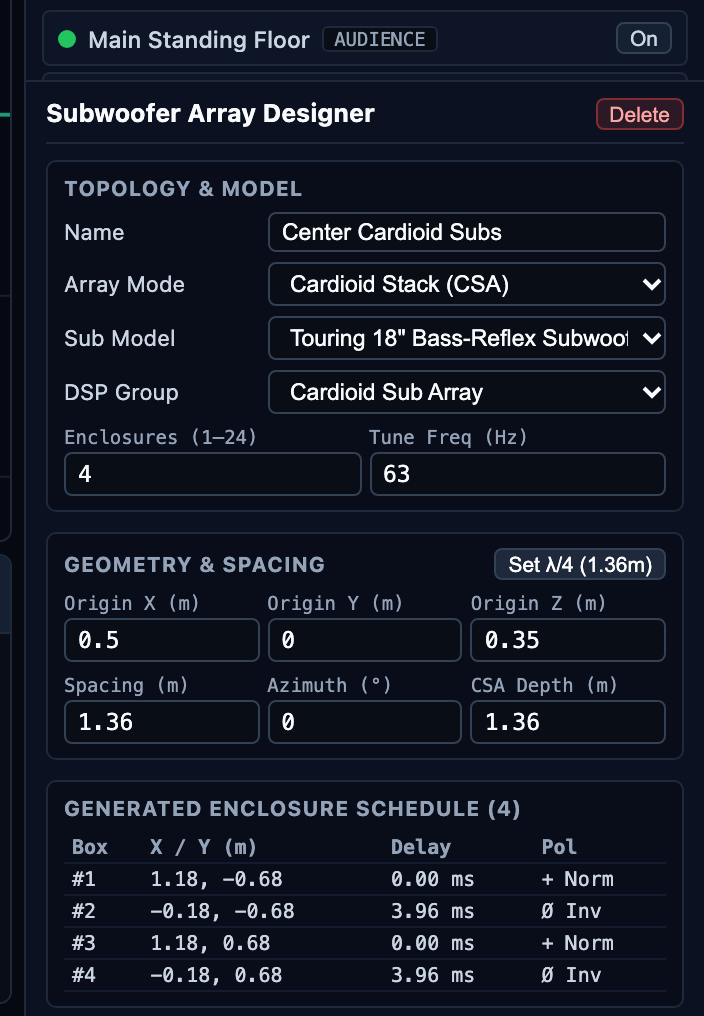 Main Standing Floor AUDIENCE On
Subwoofer Array Designer Delete
TOPOLOGY & MODEL
Name Center Cardioid Subs
Array Mode Cardioid Stack (CSA)
Sub Model Touring 18" Bass-Reflex Subwoof
DSP Group Cardioid Sub Array
Enclosures (1–24) Tune Freq (Hz)
4 63
GEOMETRY & SPACING Set λ/4 (1.36m)
Origin X (m) Origin Y (m) Origin Z (m)
0.5 0 0.35
Spacing (m) Azimuth (°) CSA Depth (m)
1.36 0 1.36
GENERATED ENCLOSURE SCHEDULE (4)
Box X / Y (m) Delay Pol
#1 1.18, -0.68 0.00 ms + Norm
#2 -0.18, -0.68 3.96 ms Ø Inv
#3 1.18, 0.68 0.00 ms + Norm
#4 -0.18, 0.68 3.96 ms Ø Inv